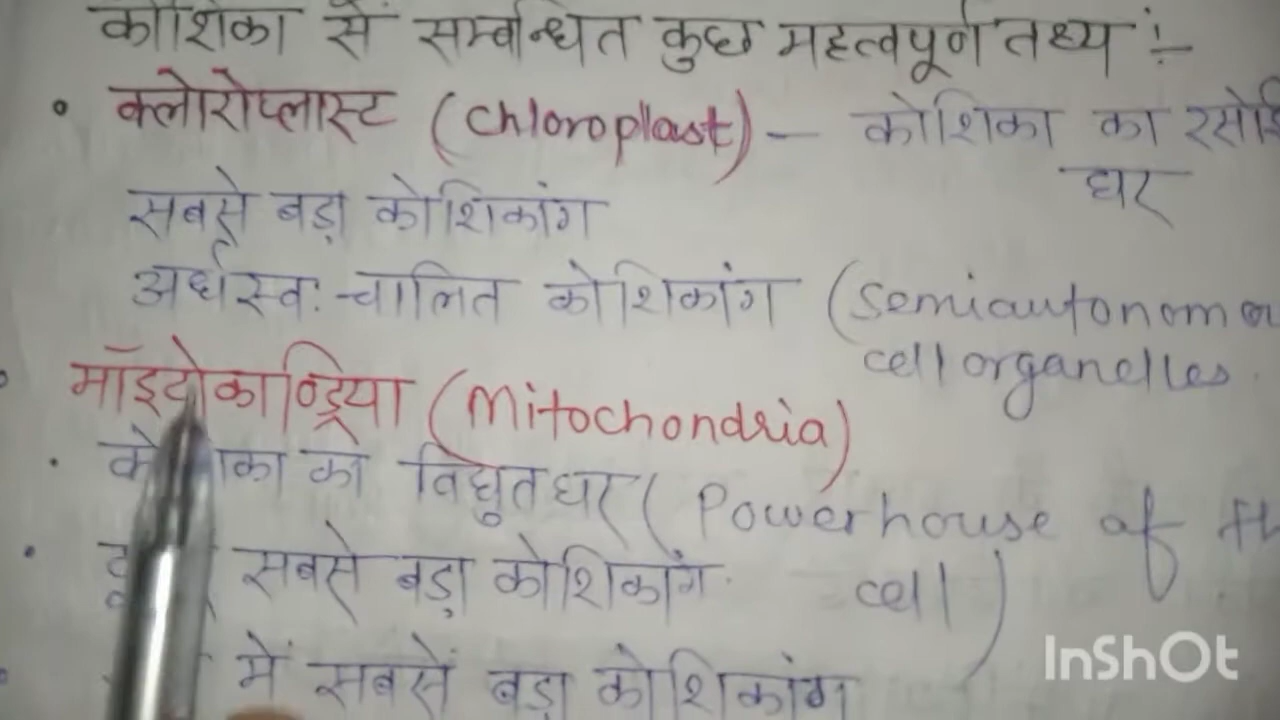 कोशिका से सम्बन्धित कुछ महत्वपूर्ण तथ्य :-
• क्लोरोप्लास्ट (Chloroplast) - कोशिका का
घर
सबसे बड़ा कोशिकांग
अर्धस्व: चालित कोशिकांग (Semiautonom
cell organelles.
• मॉइटोकाण्ड्रिया (Mitochondria)
• का विद्युत घर (Powerhouse of
cell)
• सबसे बड़ा कोशिकांग.
में सबसें बड़ा कोशिकांग
InShOt